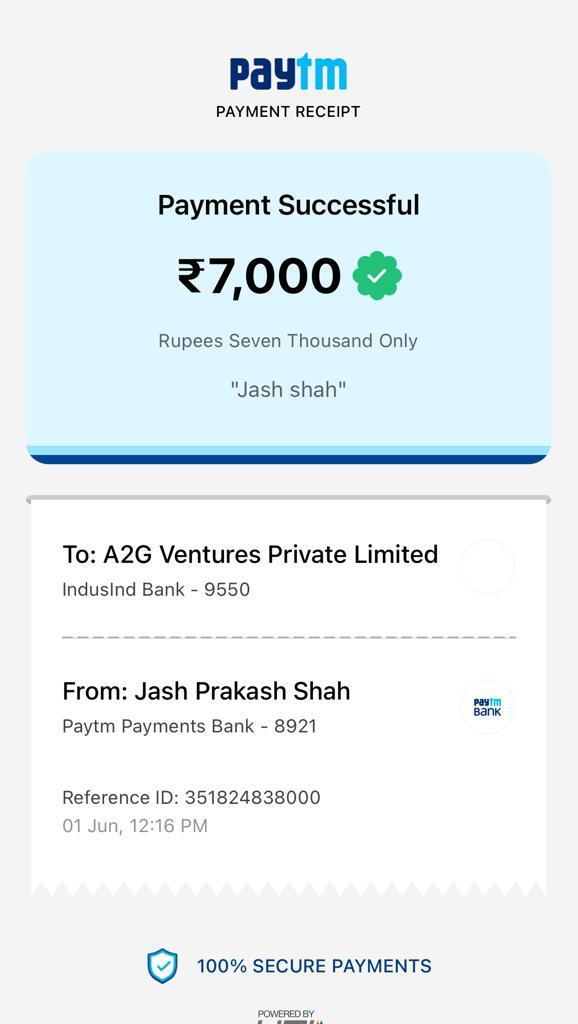 paytm
PAYMENT RECEIPT
Payment Successful
₹7,000
Rupees Seven Thousand Only
"Jash shah"
To: A2G Ventures Private Limited
IndusInd Bank - 9550
From: Jash Prakash Shah
Paytm Payments Bank - 8921
paytm
BANK
Reference ID: 351824838000
01 Jun, 12:16 PM
100% SECURE PAYMENTS
POWERED BY